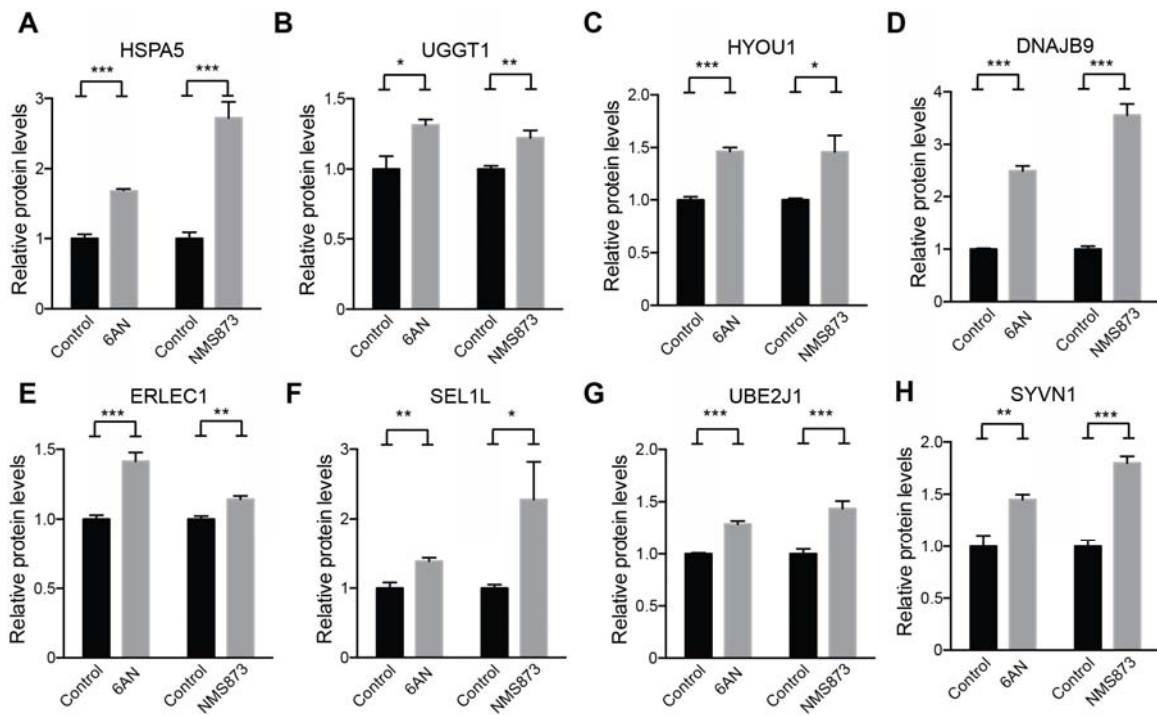 A
HSPA5
***
***
Relative protein levels
3
2
1
0
Control
6AN
Control
NMS873
B
UGGT1
*
**
Relative protein levels
1.5
1.0
0.5
0
Control
6AN
Control
NMS873
C
HYOU1
***
*
Relative protein levels
2.0
1.5
1.0
0.5
0
Control
6AN
Control
NMS873
D
DNAJB9
***
***
Relative protein levels
4
3
2
1
0
Control
6AN
Control
NMS873
E
ERLEC1
***
**
Relative protein levels
1.5
1.0
0.5
0
Control
6AN
Control
NMS873
F
SEL1L
**
*
Relative protein levels
3
2
1
0
Control
6AN
Control
NMS873
G
UBE2J1
***
***
Relative protein levels
2.0
1.5
1.0
0.5
0
Control
6AN
Control
NMS873
H
SYVN1
**
***
Relative protein levels
2.0
1.5
1.0
0.5
0
Control
6AN
Control
NMS873